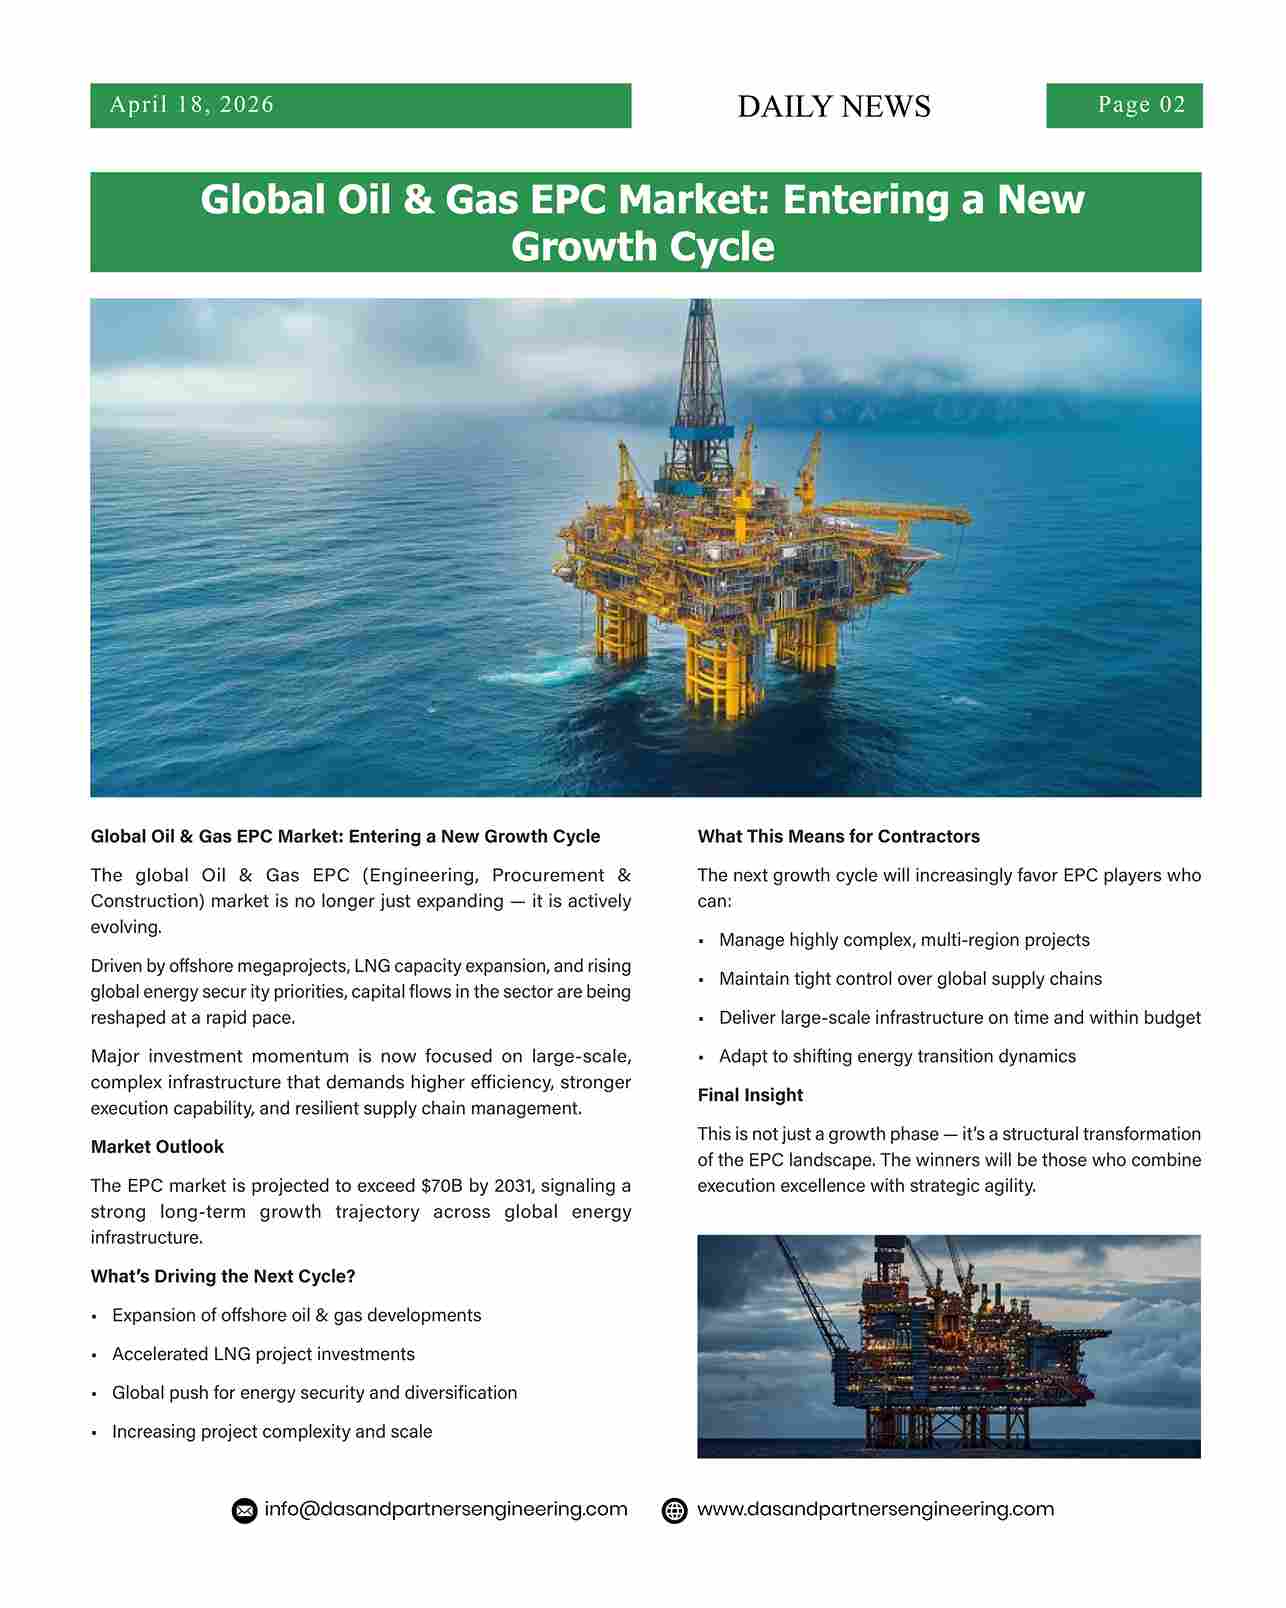 April 18, 2026
DAILY NEWS
Page 02
Global Oil & Gas EPC Market: Entering a New
Growth Cycle
Global Oil & Gas EPC Market: Entering a New Growth Cycle
The global Oil & Gas EPC (Engineering, Procurement &
Construction) market is no longer just expanding — it is actively
evolving.
Driven by offshore megaprojects, LNG capacity expansion, and rising
global energy secur ity priorities, capital flows in the sector are being
reshaped at a rapid pace.
Major investment momentum is now focused on large-scale,
complex infrastructure that demands higher efficiency, stronger
execution capability, and resilient supply chain management.
Market Outlook
The EPC market is projected to exceed $70B by 2031, signaling a
strong long-term growth trajectory across global energy
infrastructure.
What’s Driving the Next Cycle?
• Expansion of offshore oil & gas developments
• Accelerated LNG project investments
• Global push for energy security and diversification
• Increasing project complexity and scale
What This Means for Contractors
The next growth cycle will increasingly favor EPC players who
can:
• Manage highly complex, multi-region projects
• Maintain tight control over global supply chains
• Deliver large-scale infrastructure on time and within budget
• Adapt to shifting energy transition dynamics
Final Insight
This is not just a growth phase — it’s a structural transformation
of the EPC landscape. The winners will be those who combine
execution excellence with strategic agility.
info@dasandpartnersengineering.com
www.dasandpartnersengineering.com